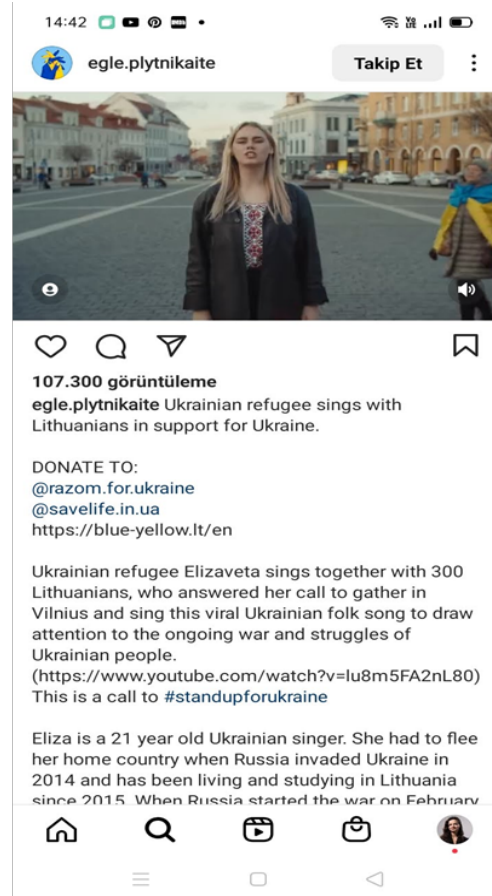 14:42
egle.plytnikaite
Takip Et
107.300 görüntüleme
egle.plytnikaite Ukrainian refugee sings with
Lithuanians in support for Ukraine.
DONATE TO:
@razom.for.ukraine
@savelife.in.ua
https://blue-yellow.lt/en
Ukrainian refugee Elizaveta sings together with 300
Lithuanians, who answered her call to gather in
Vilnius and sing this viral Ukrainian folk song to draw
attention to the ongoing war and struggles of
Ukrainian people.
(https://www.youtube.com/watch?v=lu8m5FA2nL80)
This is a call to #standupforukraine
Eliza is a 21 year old Ukrainian singer. She had to flee
her home country when Russia invaded Ukraine in
2014 and has been living and studying in Lithuania
since 2015. When Russia started the war on February